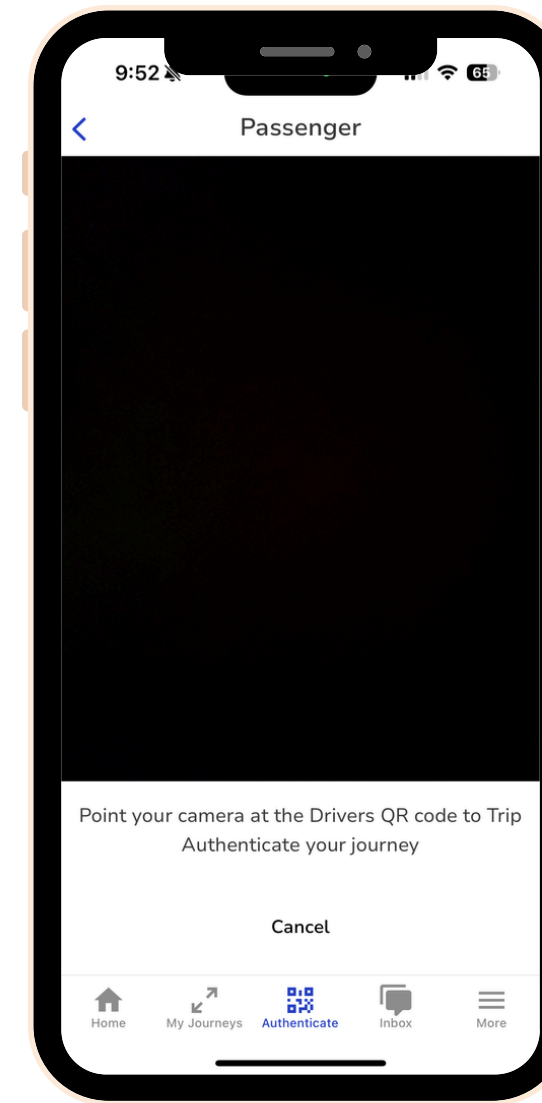 9:52
65
Passenger
Point your camera at the Drivers QR code to Trip
Authenticate your journey
Cancel
Home
My Journeys
Authenticate
Inbox
More